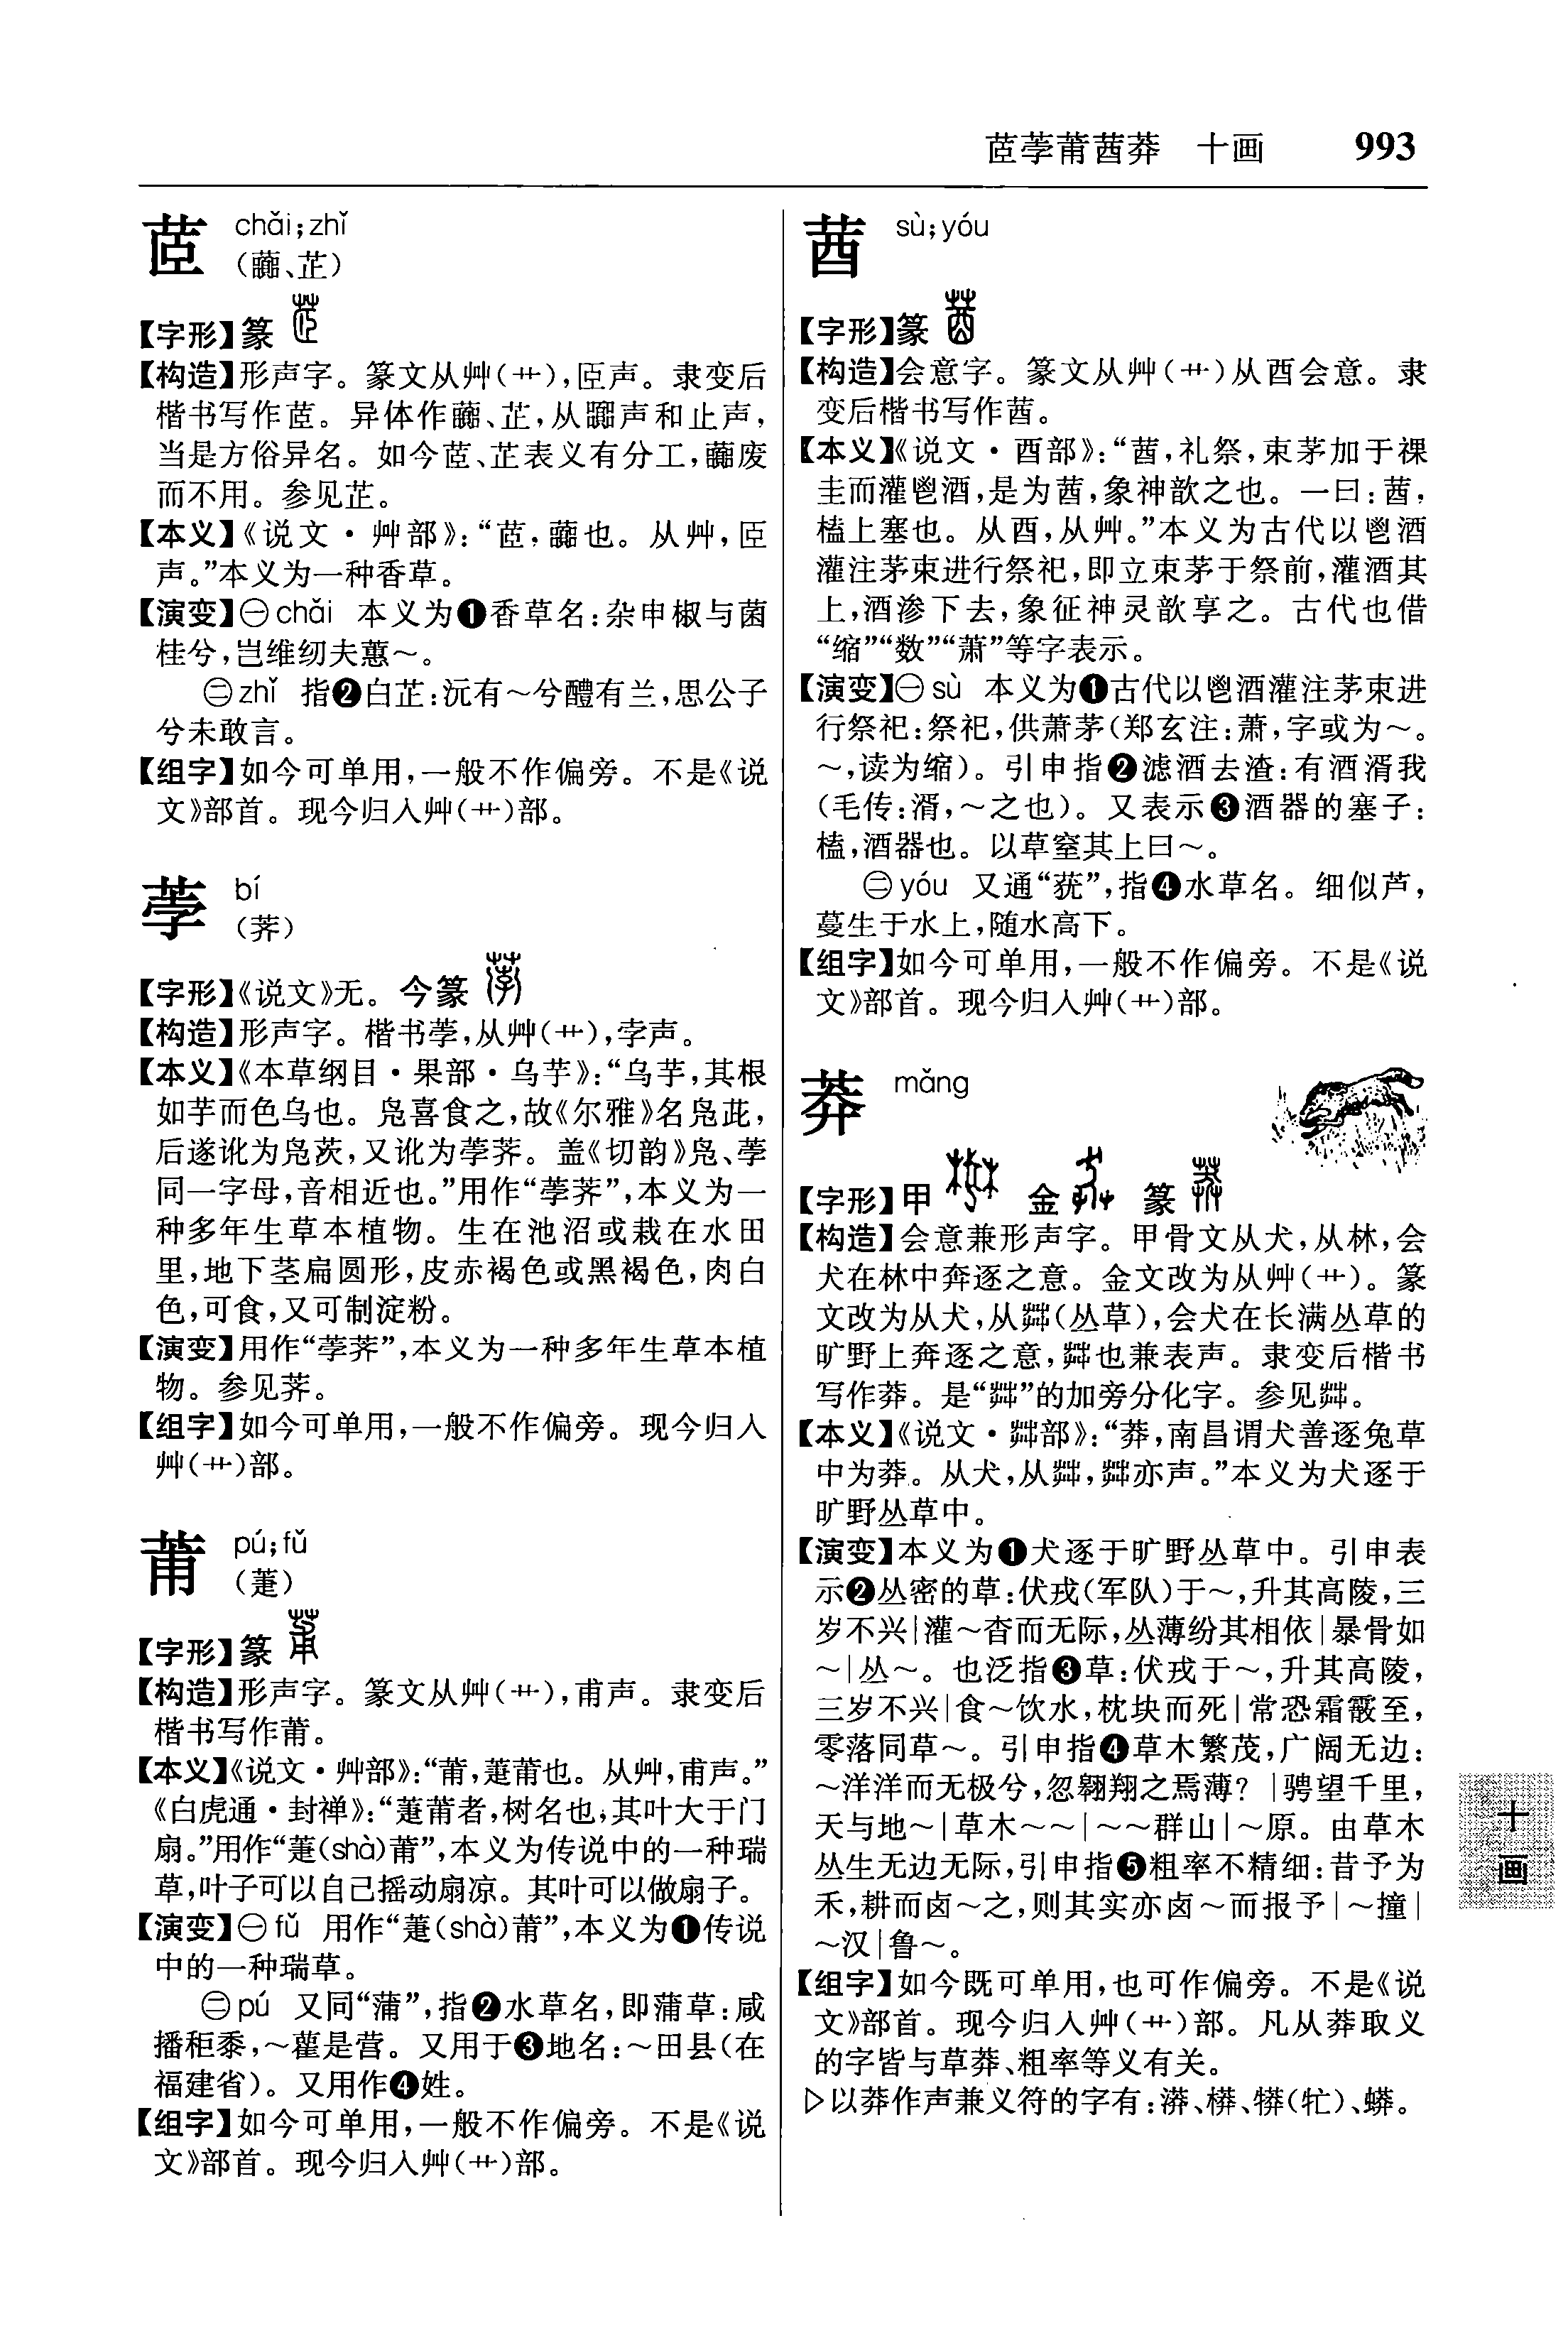 茝荸莆莤莽　十画　993
茝 chǎi;zhǐ
（虈、芷）
【字形】篆
【构造】形声字。篆文从艸(艹),𦣞声。隶变后
楷书写作茝。异体作虈、芷,从嚻声和止声,
当是方俗异名。如今茝、芷表义有分工,虈废
而不用。参见芷。
【本义】《说文·艸部》:“茝,虈也。从艸,𦣞
声。”本义为一种香草。
【演变】㊀chǎi 本义为❶香草名:杂申椒与菌
桂兮,岂维纫夫蕙～。
㊁zhǐ 指❷白芷:沅有～兮醴有兰,思公子
兮未敢言。
【组字】如今可单用,一般不作偏旁。不是《说
文》部首。现今归入艸(艹)部。
荸 bí
（荠）
【字形】《说文》无。今篆
【构造】形声字。楷书荸,从艸(艹),孛声。
【本义】《本草纲目·果部·乌芋》:“乌芋,其根
如芋而色乌也。凫喜食之,故《尔雅》名凫茈,
后遂讹为凫茨,又讹为荸荠。盖《切韵》凫、荸
同一字母,音相近也。”用作“荸荠”,本义为一
种多年生草本植物。生在池沼或栽在水田
里,地下茎扁圆形,皮赤褐色或黑褐色,肉白
色,可食,又可制淀粉。
【演变】用作“荸荠”,本义为一种多年生草本植
物。参见荠。
【组字】如今可单用,一般不作偏旁。现今归入
艸(艹)部。
莆 pú;fǔ
（萐）
【字形】篆
【构造】形声字。篆文从艸(艹),甫声。隶变后
楷书写作莆。
【本义】《说文·艸部》:“莆,萐莆也。从艸,甫声。”
《白虎通·封禅》:“萐莆者,树名也;其叶大于门
扇。”用作“萐(shà)莆”,本义为传说中的一种瑞
草,叶子可以自己摇动扇凉。其叶可以做扇子。
【演变】㊀fǔ 用作“萐(shà)莆”,本义为❶传说
中的一种瑞草。
㊁pú 又同“蒲”,指❷水草名,即蒲草:咸
播秬黍,～雚是营。又用于❸地名:～田县(在
福建省)。又用作❹姓。
【组字】如今可单用,一般不作偏旁。不是《说
文》部首。现今归入艸(艹)部。
莤 sù;yóu
【字形】篆
【构造】会意字。篆文从艸(艹)从酉会意。隶
变后楷书写作莤。
【本义】《说文·酉部》:“莤,礼祭,束茅加于祼
圭而灌鬯酒,是为莤,象神歆之也。一曰:莤,
榼上塞也。从酉,从艸。”本义为古代以鬯酒
灌注茅束进行祭祀,即立束茅于祭前,灌酒其
上,酒渗下去,象征神灵歆享之。古代也借
“缩”“数”“萧”等字表示。
【演变】㊀sù 本义为❶古代以鬯酒灌注茅束进
行祭祀:祭祀,供萧茅(郑玄注:萧,字或为～。
～,读为缩)。引申指❷滤酒去渣:有酒湑我
(毛传:湑,～之也)。又表示❸酒器的塞子:
榼,酒器也。以草窒其上曰～。
㊁yóu 又通“莸”,指❹水草名。细似芦,
蔓生于水上,随水高下。
【组字】如今可单用,一般不作偏旁。不是《说
文》部首。现今归入艸(艹)部。
莽 mǎng
【字形】甲 金 篆
【构造】会意兼形声字。甲骨文从犬,从林,会
犬在林中奔逐之意。金文改为从艸(艹)。篆
文改为从犬,从茻(丛草),会犬在长满丛草的
旷野上奔逐之意,茻也兼表声。隶变后楷书
写作莽。是“茻”的加旁分化字。参见茻。
【本义】《说文·茻部》:“莽,南昌谓犬善逐兔草
中为莽。从犬,从茻,茻亦声。”本义为犬逐于
旷野丛草中。
【演变】本义为❶犬逐于旷野丛草中。引申表
示❷丛密的草:伏戎(军队)于～,升其高陵,三
岁不兴|灌～杳而无际,丛薄纷其相依|暴骨如
～|丛～。也泛指❸草:伏戎于～,升其高陵,
三岁不兴|食～饮水,枕块而死|常恐霜霰至,
零落同草～。引申指❹草木繁茂,广阔无边:
～洋洋而无极兮,忽翱翔之焉薄？|骋望千里,
天与地～|草木～～|～～群山|～原。由草木
丛生无边无际,引申指❺粗率不精细:昔予为
禾,耕而卤～之,则其实亦卤～而报予|～撞|
～汉|鲁～。
【组字】如今既可单用,也可作偏旁。不是《说
文》部首。现今归入艸(艹)部。凡从莽取义
的字皆与草莽、粗率等义有关。
▷以莽作声兼义符的字有:漭、㯩、㹊(牤)、蟒。
十
画